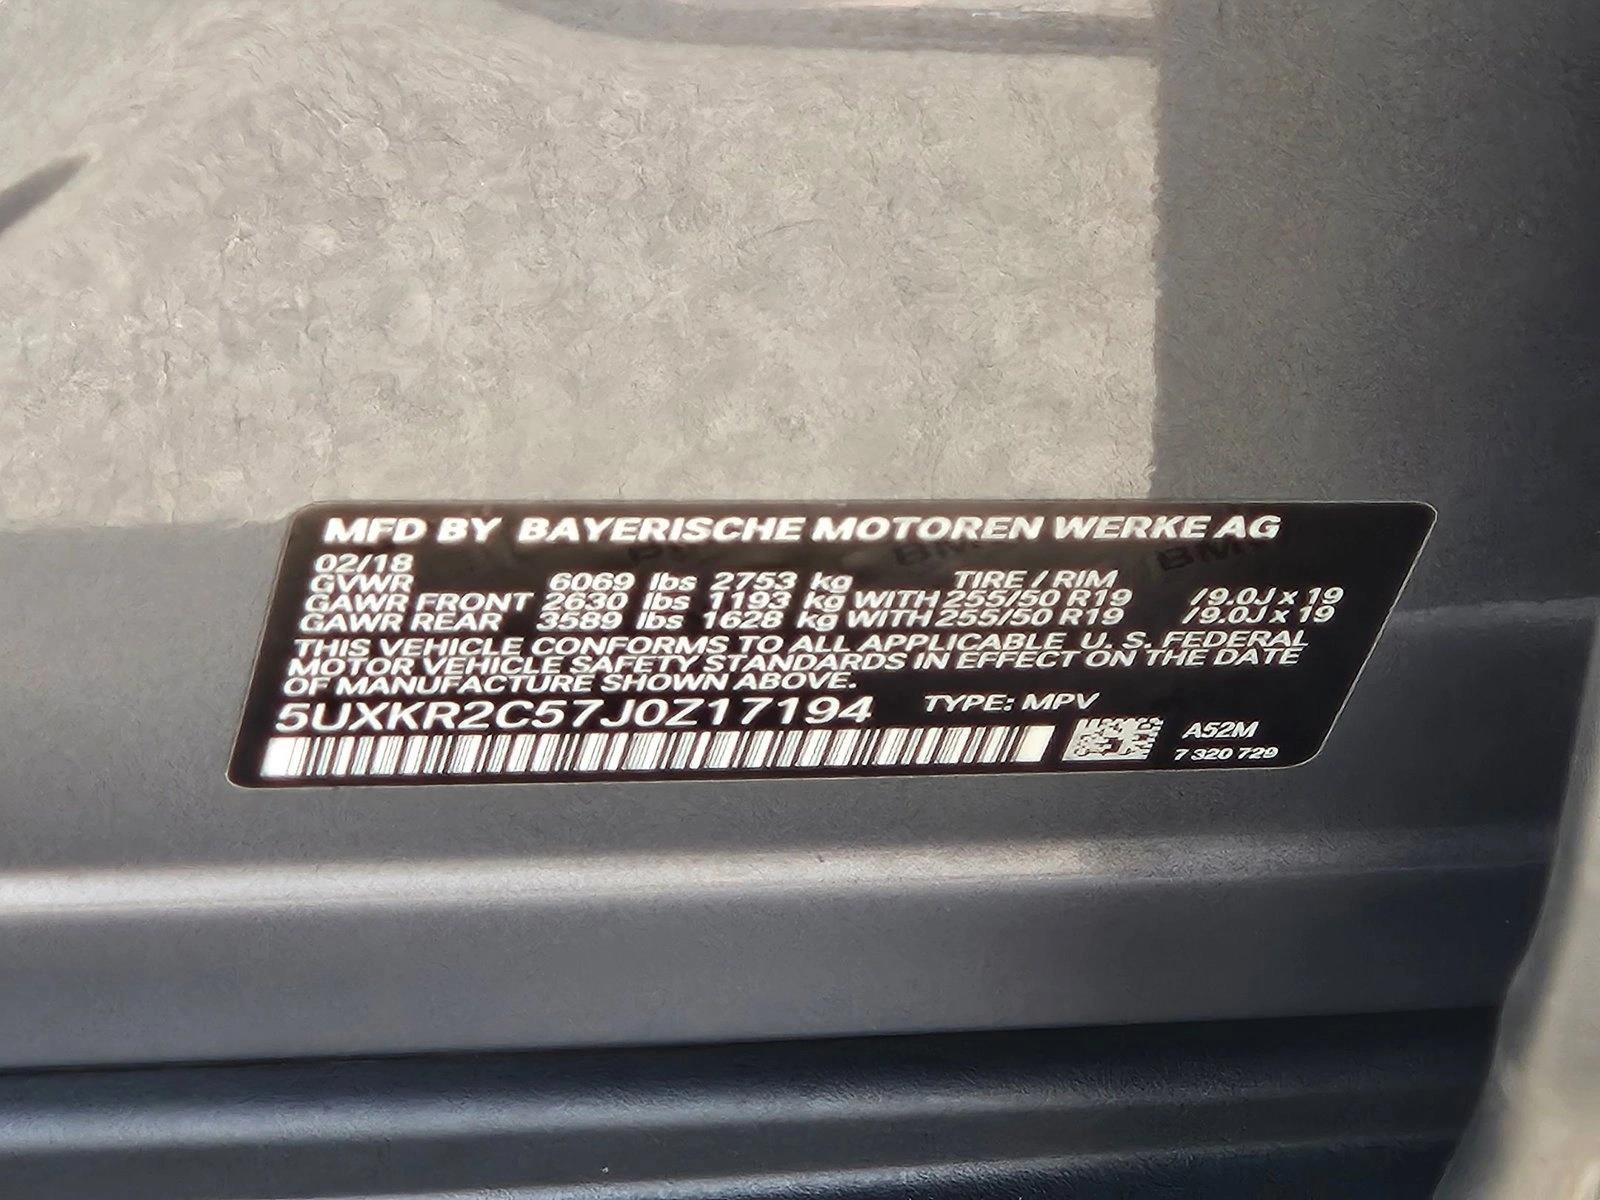 MFD BY BAYERISCHE MOTOREN WERKE AG
02/18
GVWR 6069 lbs 2753 kg TIRE / RIM
GAWR FRONT 2630 lbs 1193 kg WITH 255/50 R19 /9.0J x 19
GAWR REAR 3589 lbs 1628 kg WITH 255/50 R19 /9.0J x 19
THIS VEHICLE CONFORMS TO ALL APPLICABLE U. S. FEDERAL
MOTOR VEHICLE SAFETY STANDARDS IN EFFECT ON THE DATE
OF MANUFACTURE SHOWN ABOVE.
5UXKR2C57J0Z17194 TYPE: MPV
A52M
7 320 729